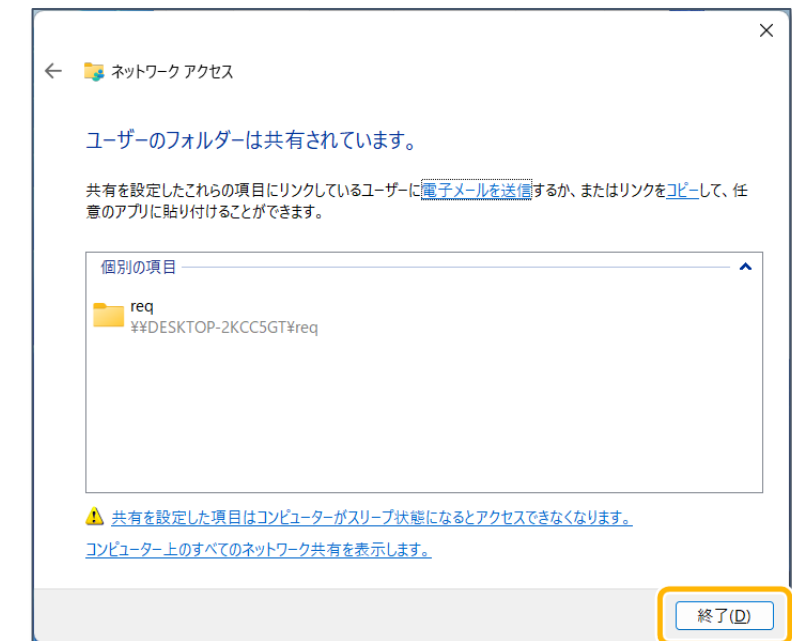 ネットワーク アクセス
ユーザーのフォルダーは共有されています。
共有を設定したこれらの項目にリンクしているユーザーに電子メールを送信するか、またはリンクをコピーして、任
意のアプリに貼り付けることができます。
個別の項目
req
¥¥DESKTOP-2KCC5GT¥req
共有を設定した項目はコンピューターがスリープ状態になるとアクセスできなくなります。
コンピューター上のすべてのネットワーク共有を表示します。
終了(D)